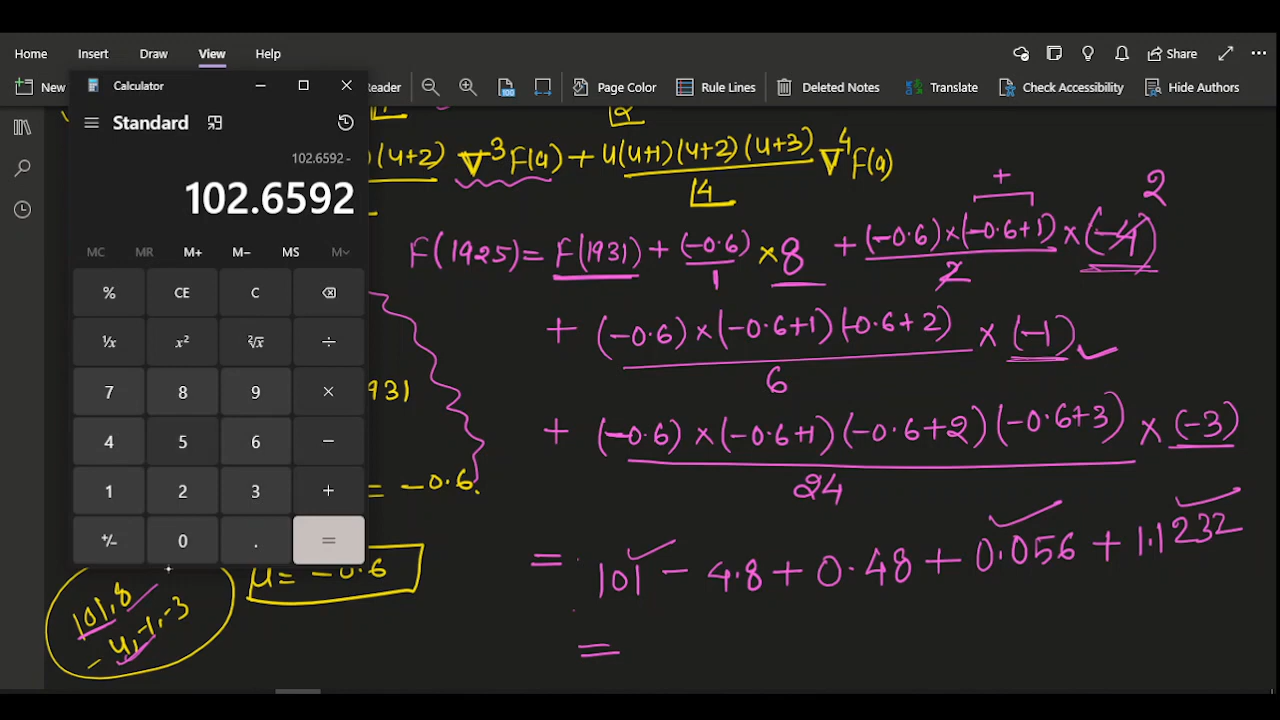 Home Insert Draw View Help Share
New Calculator Reader Page Color Rule Lines Deleted Notes Translate Check Accessibility Hide Authors
Standard
102.6592 -
102.6592
MC MR M+ M− MS M˅
% CE C
¹/x x² ²√x ÷
7 8 9 ×
4 5 6 −
1 2 3 +
+/- 0 . =
)(u+2) ∇³F(a) + u(u+1)(u+2)(u+3) ∇⁴F(a)
4
+ 2
F(1925) = F(1931) + (-0.6) × 8 + (-0.6)×(-0.6+1) × (-4)
1 2
+ (-0.6)×(-0.6+1)(-0.6+2) × (-1)
6
931
+ (-0.6)×(-0.6+1)(-0.6+2)(-0.6+3) × (-3)
24
= -0.6
= 101 - 4.8 + 0.48 + 0.056 + 1.1232
u = -0.6
101, 8
- 4, -1, -3
=